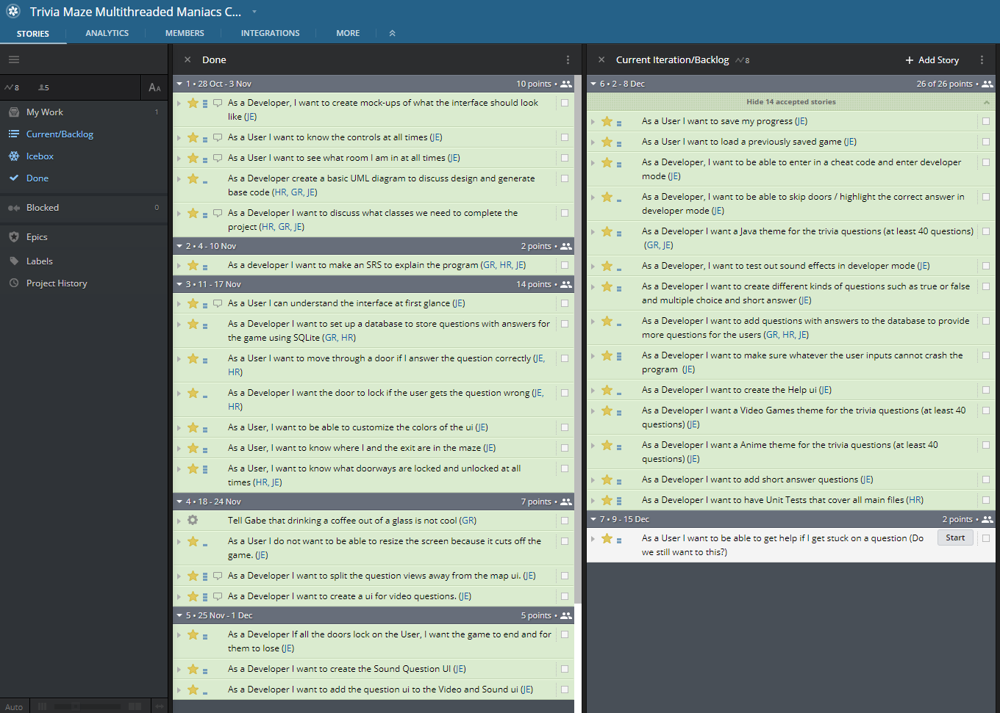 Trivia Maze Multithreaded Maniacs C...
STORIES
ANALYTICS
MEMBERS
INTEGRATIONS
MORE
8
5
AA
My Work
1
Current/Backlog
Icebox
Done
Blocked
0
Epics
Labels
Project History
Auto
Done
1 • 28 Oct - 3 Nov
10 points •
As a Developer, I want to create mock-ups of what the interface should look
like (JE)
As a User I want to know the controls at all times (JE)
As a User I want to see what room I am in at all times (JE)
As a Developer create a basic UML diagram to discuss design and generate
base code (HR, GR, JE)
As a Developer I want to discuss what classes we need to complete the
project (HR, GR, JE)
2 • 4 - 10 Nov
2 points •
As a developer I want to make an SRS to explain the program (GR, HR, JE)
3 • 11 - 17 Nov
14 points •
As a User I can understand the interface at first glance (JE)
As a Developer I want to set up a database to store questions with answers for
the game using SQLite (GR, HR)
As a User I want to move through a door if I answer the question correctly (JE,
HR)
As a Developer I want the door to lock if the user gets the question wrong (JE,
HR)
As a User, I want to be able to customize the colors of the ui (JE)
As a User, I want to know where I and the exit are in the maze (JE)
As a User, I want to know what doorways are locked and unlocked at all
times (HR, JE)
4 • 18 - 24 Nov
7 points •
Tell Gabe that drinking a coffee out of a glass is not cool (GR)
As a User I do not want to be able to resize the screen because it cuts off the
game. (JE)
As a Developer I want to split the question views away from the map ui. (JE)
As a Developer I want to create a ui for video questions. (JE)
5 • 25 Nov - 1 Dec
5 points •
As a Developer If all the doors lock on the User, I want the game to end and for
them to lose (JE)
As a Developer I want to create the Sound Question UI (JE)
As a Developer I want to add the question ui to the Video and Sound ui (JE)
Current Iteration/Backlog
8
+ Add Story
6 • 2 - 8 Dec
26 of 26 points •
Hide 14 accepted stories
As a User I want to save my progress (JE)
As a User I want to load a previously saved game (JE)
As a Developer, I want to be able to enter in a cheat code and enter developer
mode (JE)
As a Developer, I want to be able to skip doors / highlight the correct answer in
developer mode (JE)
As a Developer I want a Java theme for the trivia questions (at least 40 questions)
(GR, JE)
As a Developer, I want to test out sound effects in developer mode (JE)
As a Developer I want to create different kinds of questions such as true or false
and multiple choice and short answer (JE)
As a Developer I want to add questions with answers to the database to provide
more questions for the users (GR, HR, JE)
As a Developer I want to make sure whatever the user inputs cannot crash the
program (JE)
As a Developer I want to create the Help ui (JE)
As a Developer I want a Video Games theme for the trivia questions (at least 40
questions) (JE)
As a Developer I want a Anime theme for the trivia questions (at least 40
questions) (JE)
As a Developer I want to add short answer questions (JE)
As a Developer I want to have Unit Tests that cover all main files (HR)
7 • 9 - 15 Dec
2 points •
As a User I want to be able to get help if I get stuck on a question (Do
we still want to this?)
Start